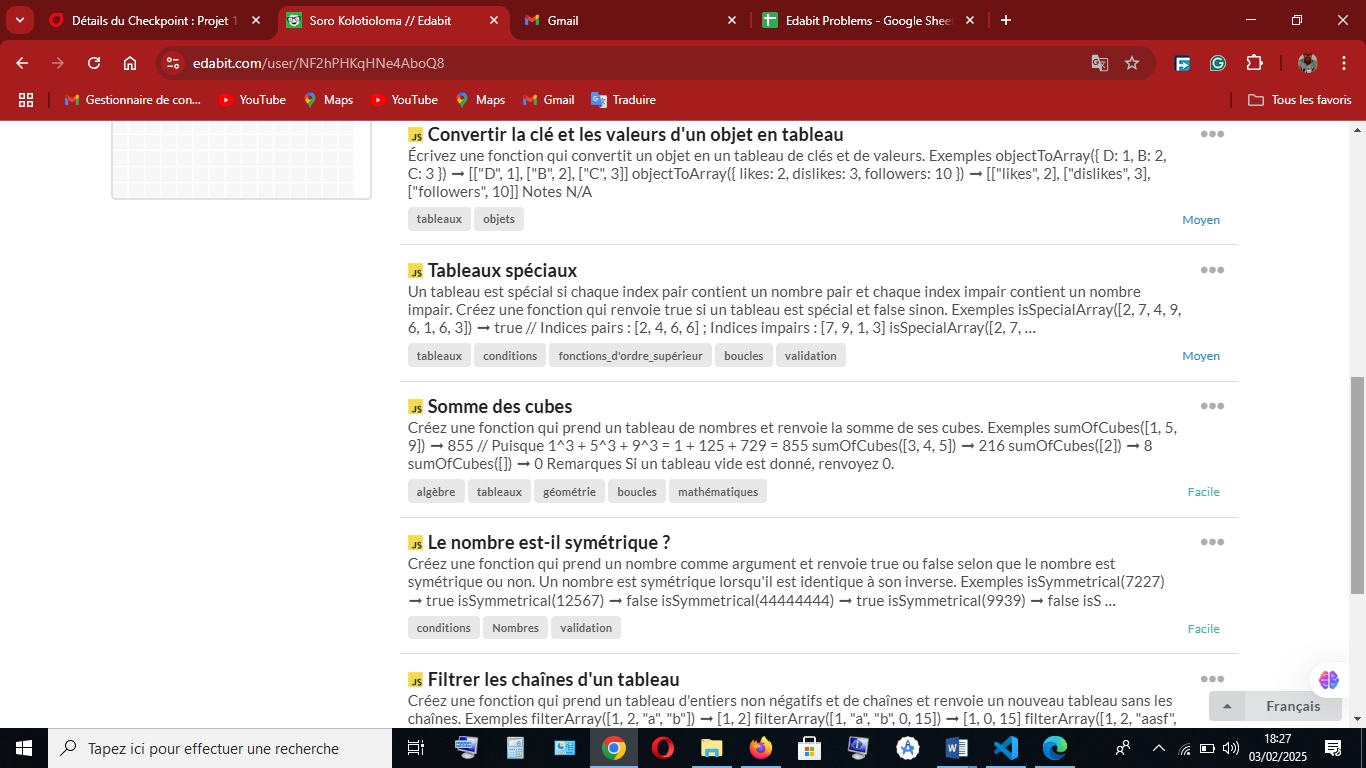 Détails du Checkpoint : Projet 1
Soro Kolotioloma // Edabit
Gmail
Edabit Problems - Google Shee
edabit.com/user/NF2hPHKqHNe4AboQ8
Gestionnaire de con...
YouTube
Maps
YouTube
Maps
Gmail
Traduire
Tous les favoris
JS Convertir la clé et les valeurs d'un objet en tableau
Écrivez une fonction qui convertit un objet en un tableau de clés et de valeurs. Exemples objectToArray({ D: 1, B: 2,
C: 3 }) ➞ [["D", 1], ["B", 2], ["C", 3]] objectToArray({ likes: 2, dislikes: 3, followers: 10 }) ➞ [["likes", 2], ["dislikes", 3],
["followers", 10]] Notes N/A
tableaux objets
Moyen
JS Tableaux spéciaux
Un tableau est spécial si chaque index pair contient un nombre pair et chaque index impair contient un nombre
impair. Créez une fonction qui renvoie true si un tableau est spécial et false sinon. Exemples isSpecialArray([2, 7, 4, 9,
6, 1, 6, 3]) ➞ true // Indices pairs : [2, 4, 6, 6] ; Indices impairs : [7, 9, 1, 3] isSpecialArray([2, 7, ...
tableaux conditions fonctions_d'ordre_supérieur boucles validation
Moyen
JS Somme des cubes
Créez une fonction qui prend un tableau de nombres et renvoie la somme de ses cubes. Exemples sumOfCubes([1, 5,
9]) ➞ 855 // Puisque 1^3 + 5^3 + 9^3 = 1 + 125 + 729 = 855 sumOfCubes([3, 4, 5]) ➞ 216 sumOfCubes([2]) ➞ 8
sumOfCubes([]) ➞ 0 Remarques Si un tableau vide est donné, renvoyez 0.
algèbre tableaux géométrie boucles mathématiques
Facile
JS Le nombre est-il symétrique ?
Créez une fonction qui prend un nombre comme argument et renvoie true ou false selon que le nombre est
symétrique ou non. Un nombre est symétrique lorsqu'il est identique à son inverse. Exemples isSymmetrical(7227)
➞ true isSymmetrical(12567) ➞ false isSymmetrical(44444444) ➞ true isSymmetrical(9939) ➞ false isS ...
conditions Nombres validation
Facile
JS Filtrer les chaînes d'un tableau
Créez une fonction qui prend un tableau d'entiers non négatifs et de chaînes et renvoie un nouveau tableau sans les
chaînes. Exemples filterArray([1, 2, "a", "b"]) ➞ [1, 2] filterArray([1, "a", "b", 0, 15]) ➞ [1, 0, 15] filterArray([1, 2, "aasf",
Français
Tapez ici pour effectuer une recherche
18:27
03/02/2025